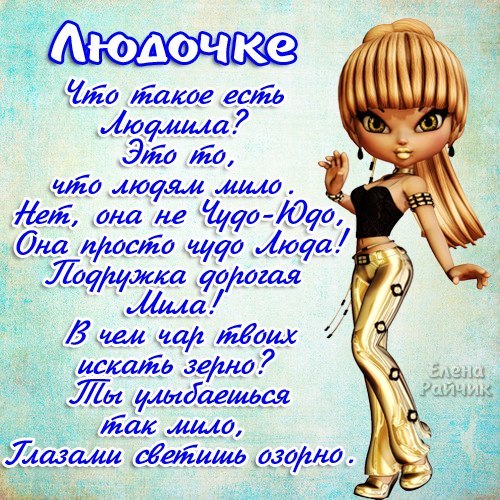 Людочке
Что такое есть
Людмила?
Это то,
что людям мило.
Нет, она не Чудо-Юдо,
Она просто чудо Люда!
Подружка дорогая
Мила!
В чем чар твоих
искать зерно?
Ты улыбаешься
так мило,
Глазами светишь озорно.
Елена
Райчик